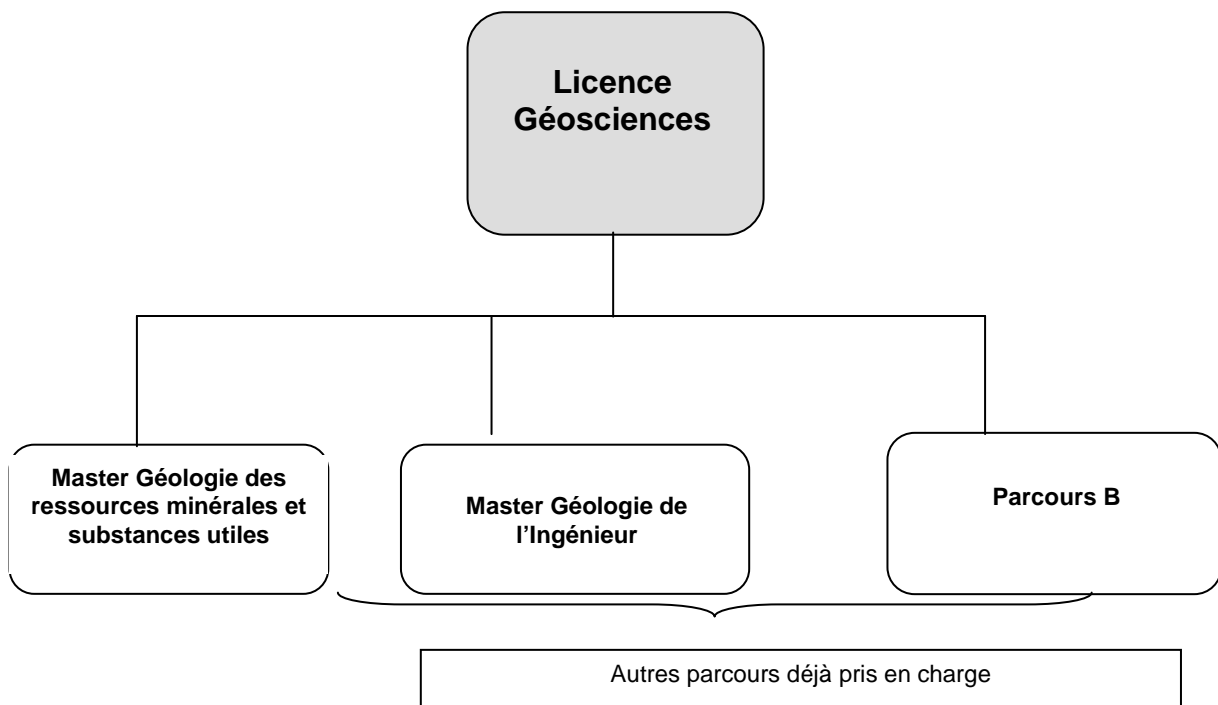 Licence
Géosciences
Master Géologie des
ressources minérales et
substances utiles
Master Géologie de
l’Ingénieur
Parcours B
Autres parcours déjà pris en charge